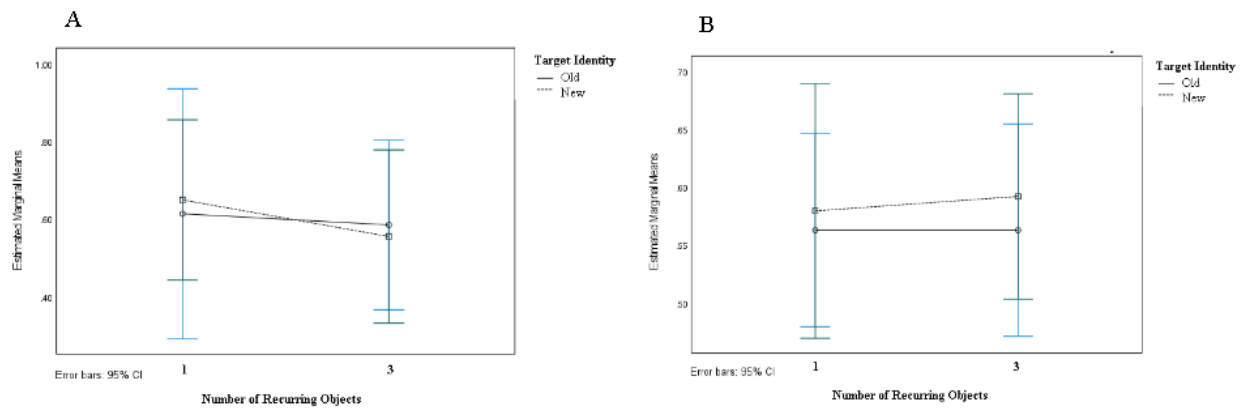 A
1.00
.80
.60
.40
Estimated Marginal Means
Target Identity
Old
New
1
3
Error bars: 95% CI
Number of Recurring Objects
B
.70
.65
.60
.55
.50
Estimated Marginal Means
Target Identity
Old
New
1
3
Error bars: 95% CI
Number of Recurring Objects